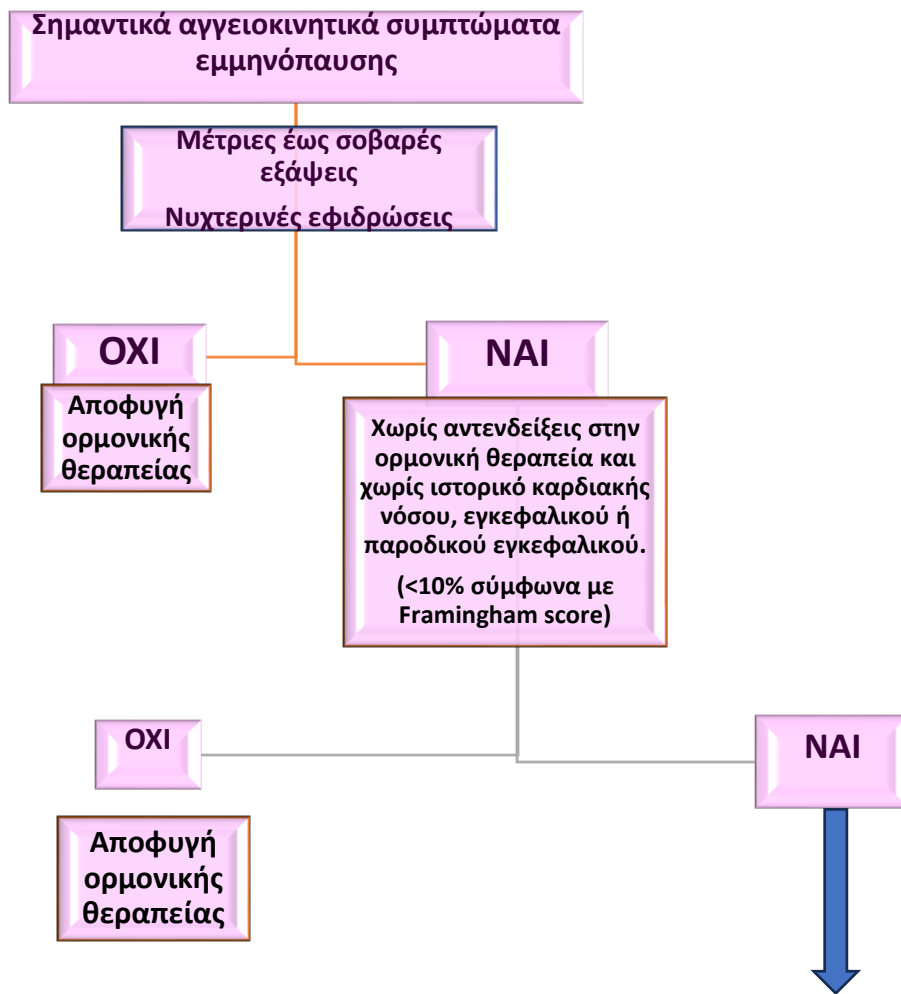 Σημαντικά αγγειοκινητικά συμπτώματα
εμμηνόπαυσης
Μέτριες έως σοβαρές
εξάψεις
Νυχτερινές εφιδρώσεις
ΟΧΙ
ΝΑΙ
Αποφυγή
ορμονικής
θεραπείας
Χωρίς αντενδείξεις στην
ορμονική θεραπεία και
χωρίς ιστορικό καρδιακής
νόσου, εγκεφαλικού ή
παροδικού εγκεφαλικού.
(<10% σύμφωνα με
Framingham score)
ΟΧΙ
ΝΑΙ
Αποφυγή
ορμονικής
θεραπείας